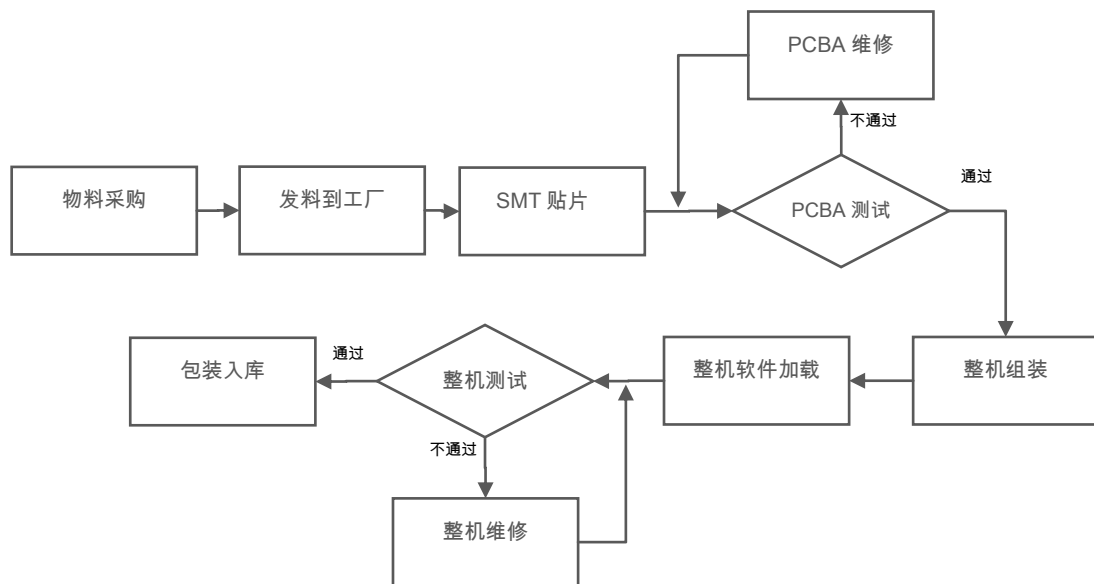 PCBA 维修
不通过
物料采购
发料到工厂
SMT 贴片
PCBA 测试
通过
包装入库
通过
整机测试
整机软件加载
整机组装
不通过
整机维修